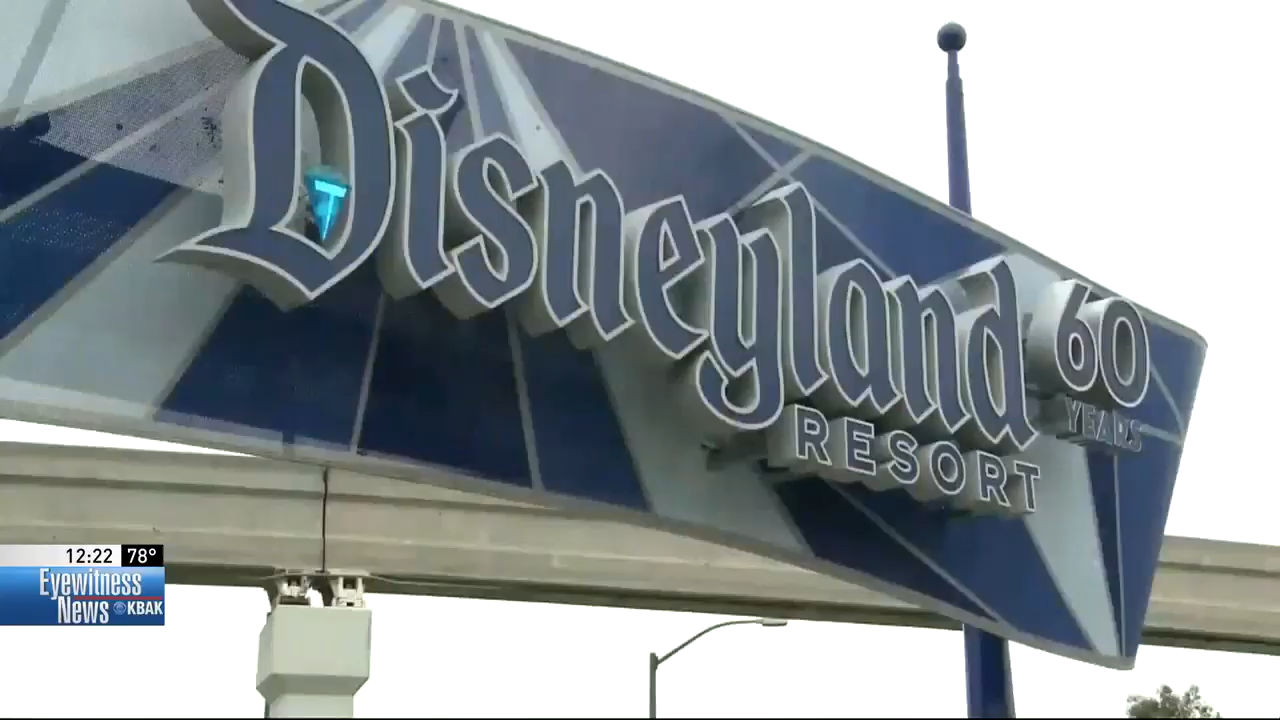 T
Disneyland
60
YEARS
RESORT
12:22 78°
Eyewitness
News KBAK